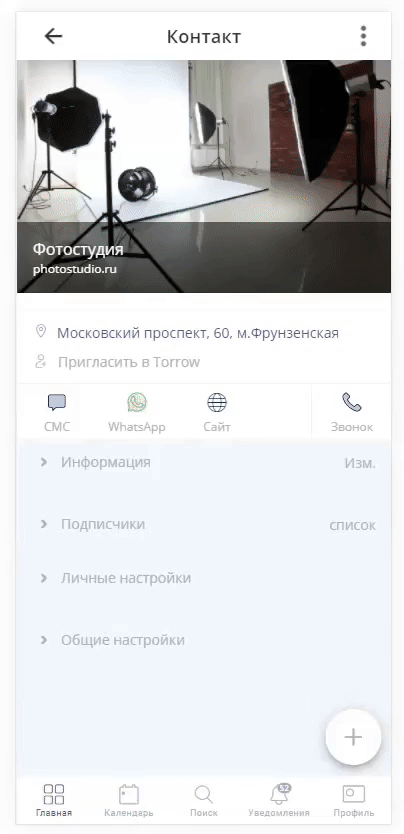 Контакт
Фотостудия
photostudio.ru
Московский проспект, 60, м.Фрунзенская
Пригласить в Torrow
СМС WhatsApp Сайт Звонок
Информация Изм.
Подписчики список
Личные настройки
Общие настройки
52
Главная Календарь Поиск Уведомления Профиль